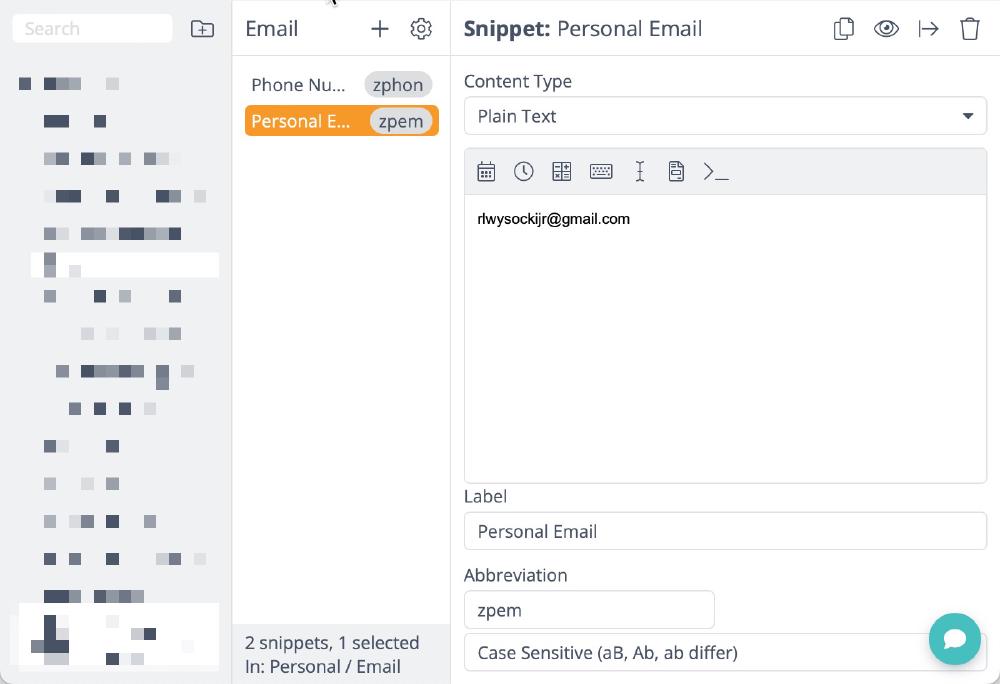 Search
Email
Snippet: Personal Email
Phone Nu... zphon
Personal E... zpem
Content Type
Plain Text
rlwysockijr@gmail.com
Label
Personal Email
Abbreviation
zpem
Case Sensitive (aB, Ab, ab differ)
2 snippets, 1 selected
In: Personal / Email